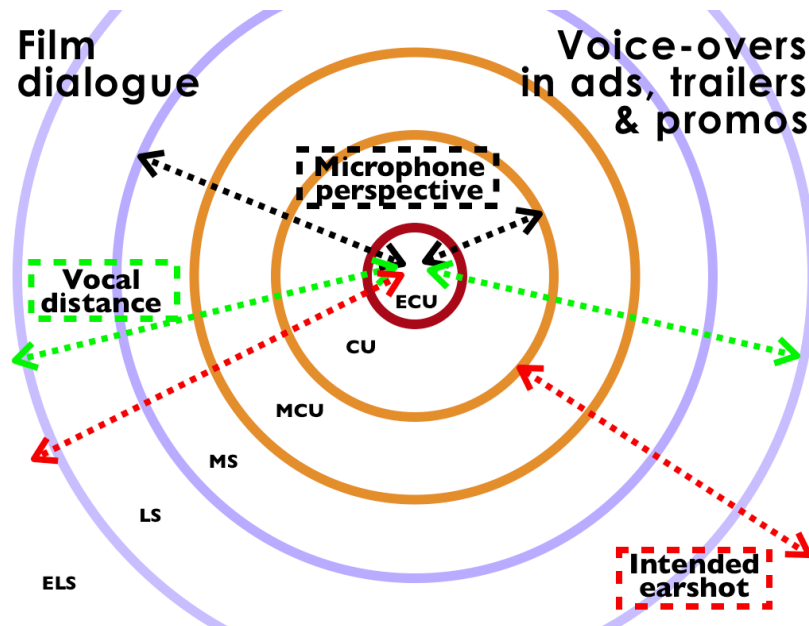 Film
dialogue
Voice-overs
in ads, trailers
& promos
Microphone
perspective
Vocal
distance
ECU
CU
MCU
MS
LS
ELS
Intended
earshot